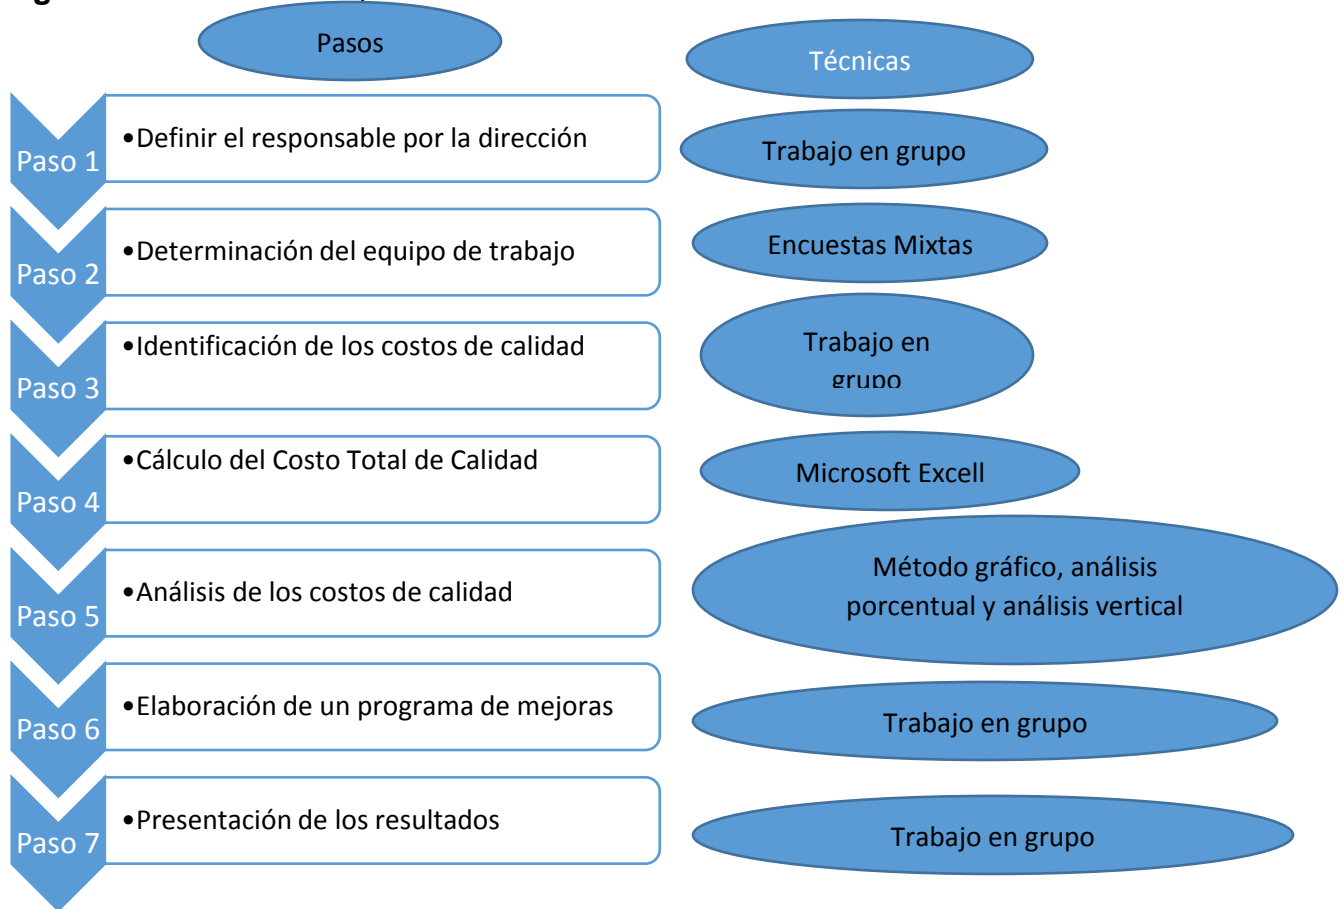 Pasos
Técnicas
Paso 1
•Definir el responsable por la dirección
Trabajo en grupo
Paso 2
•Determinación del equipo de trabajo
Encuestas Mixtas
Paso 3
•Identificación de los costos de calidad
Trabajo en
grupo
Paso 4
•Cálculo del Costo Total de Calidad
Microsoft Excell
Paso 5
•Análisis de los costos de calidad
Método gráfico, análisis
porcentual y análisis vertical
Paso 6
•Elaboración de un programa de mejoras
Trabajo en grupo
Paso 7
•Presentación de los resultados
Trabajo en grupo